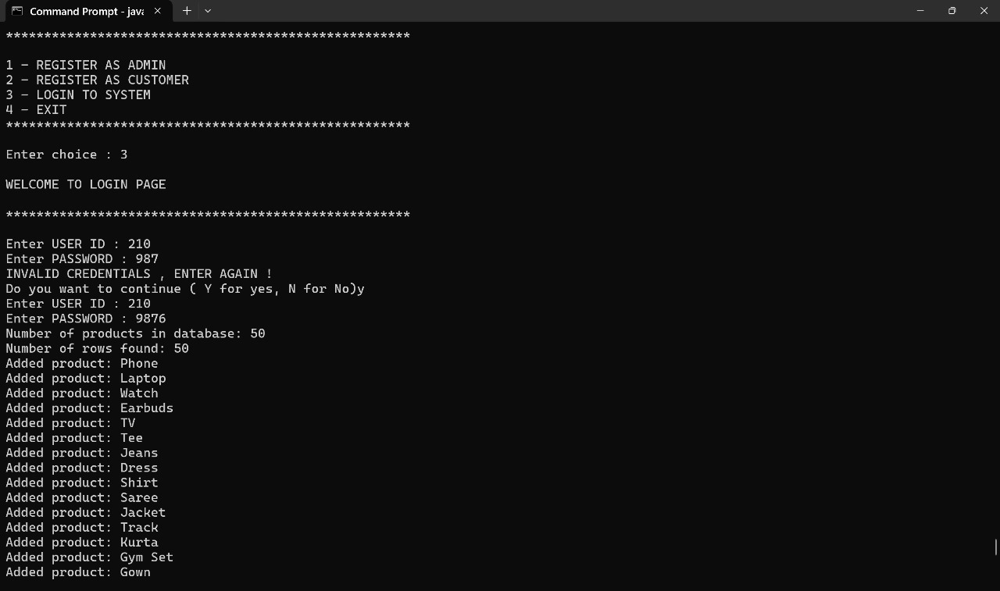 Command Prompt - java
****************************************************
1 - REGISTER AS ADMIN
2 - REGISTER AS CUSTOMER
3 - LOGIN TO SYSTEM
4 - EXIT
****************************************************
Enter choice : 3
WELCOME TO LOGIN PAGE
****************************************************
Enter USER ID : 210
Enter PASSWORD : 987
INVALID CREDENTIALS , ENTER AGAIN !
Do you want to continue ( Y for yes, N for No)y
Enter USER ID : 210
Enter PASSWORD : 9876
Number of products in database: 50
Number of rows found: 50
Added product: Phone
Added product: Laptop
Added product: Watch
Added product: Earbuds
Added product: TV
Added product: Tee
Added product: Jeans
Added product: Dress
Added product: Shirt
Added product: Saree
Added product: Jacket
Added product: Track
Added product: Kurta
Added product: Gym Set
Added product: Gown